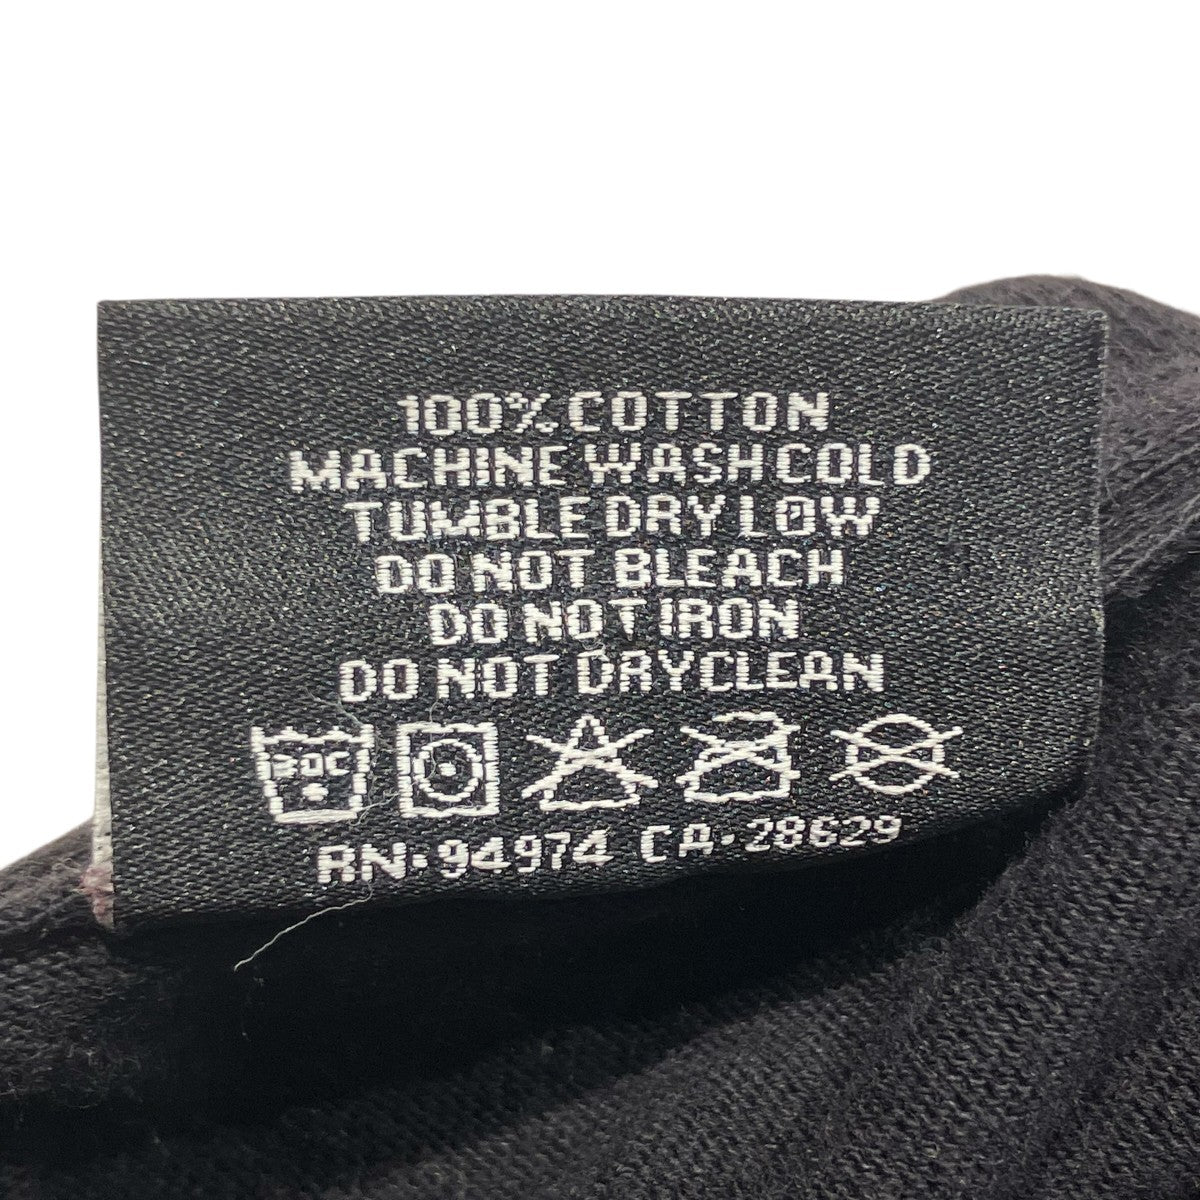 100% COTTON
MACHINE WASH COLD
TUMBLE DRY LOW
DO NOT BLEACH
DO NOT IRON
DO NOT DRYCLEAN
30C
RN-94974 CA-28629